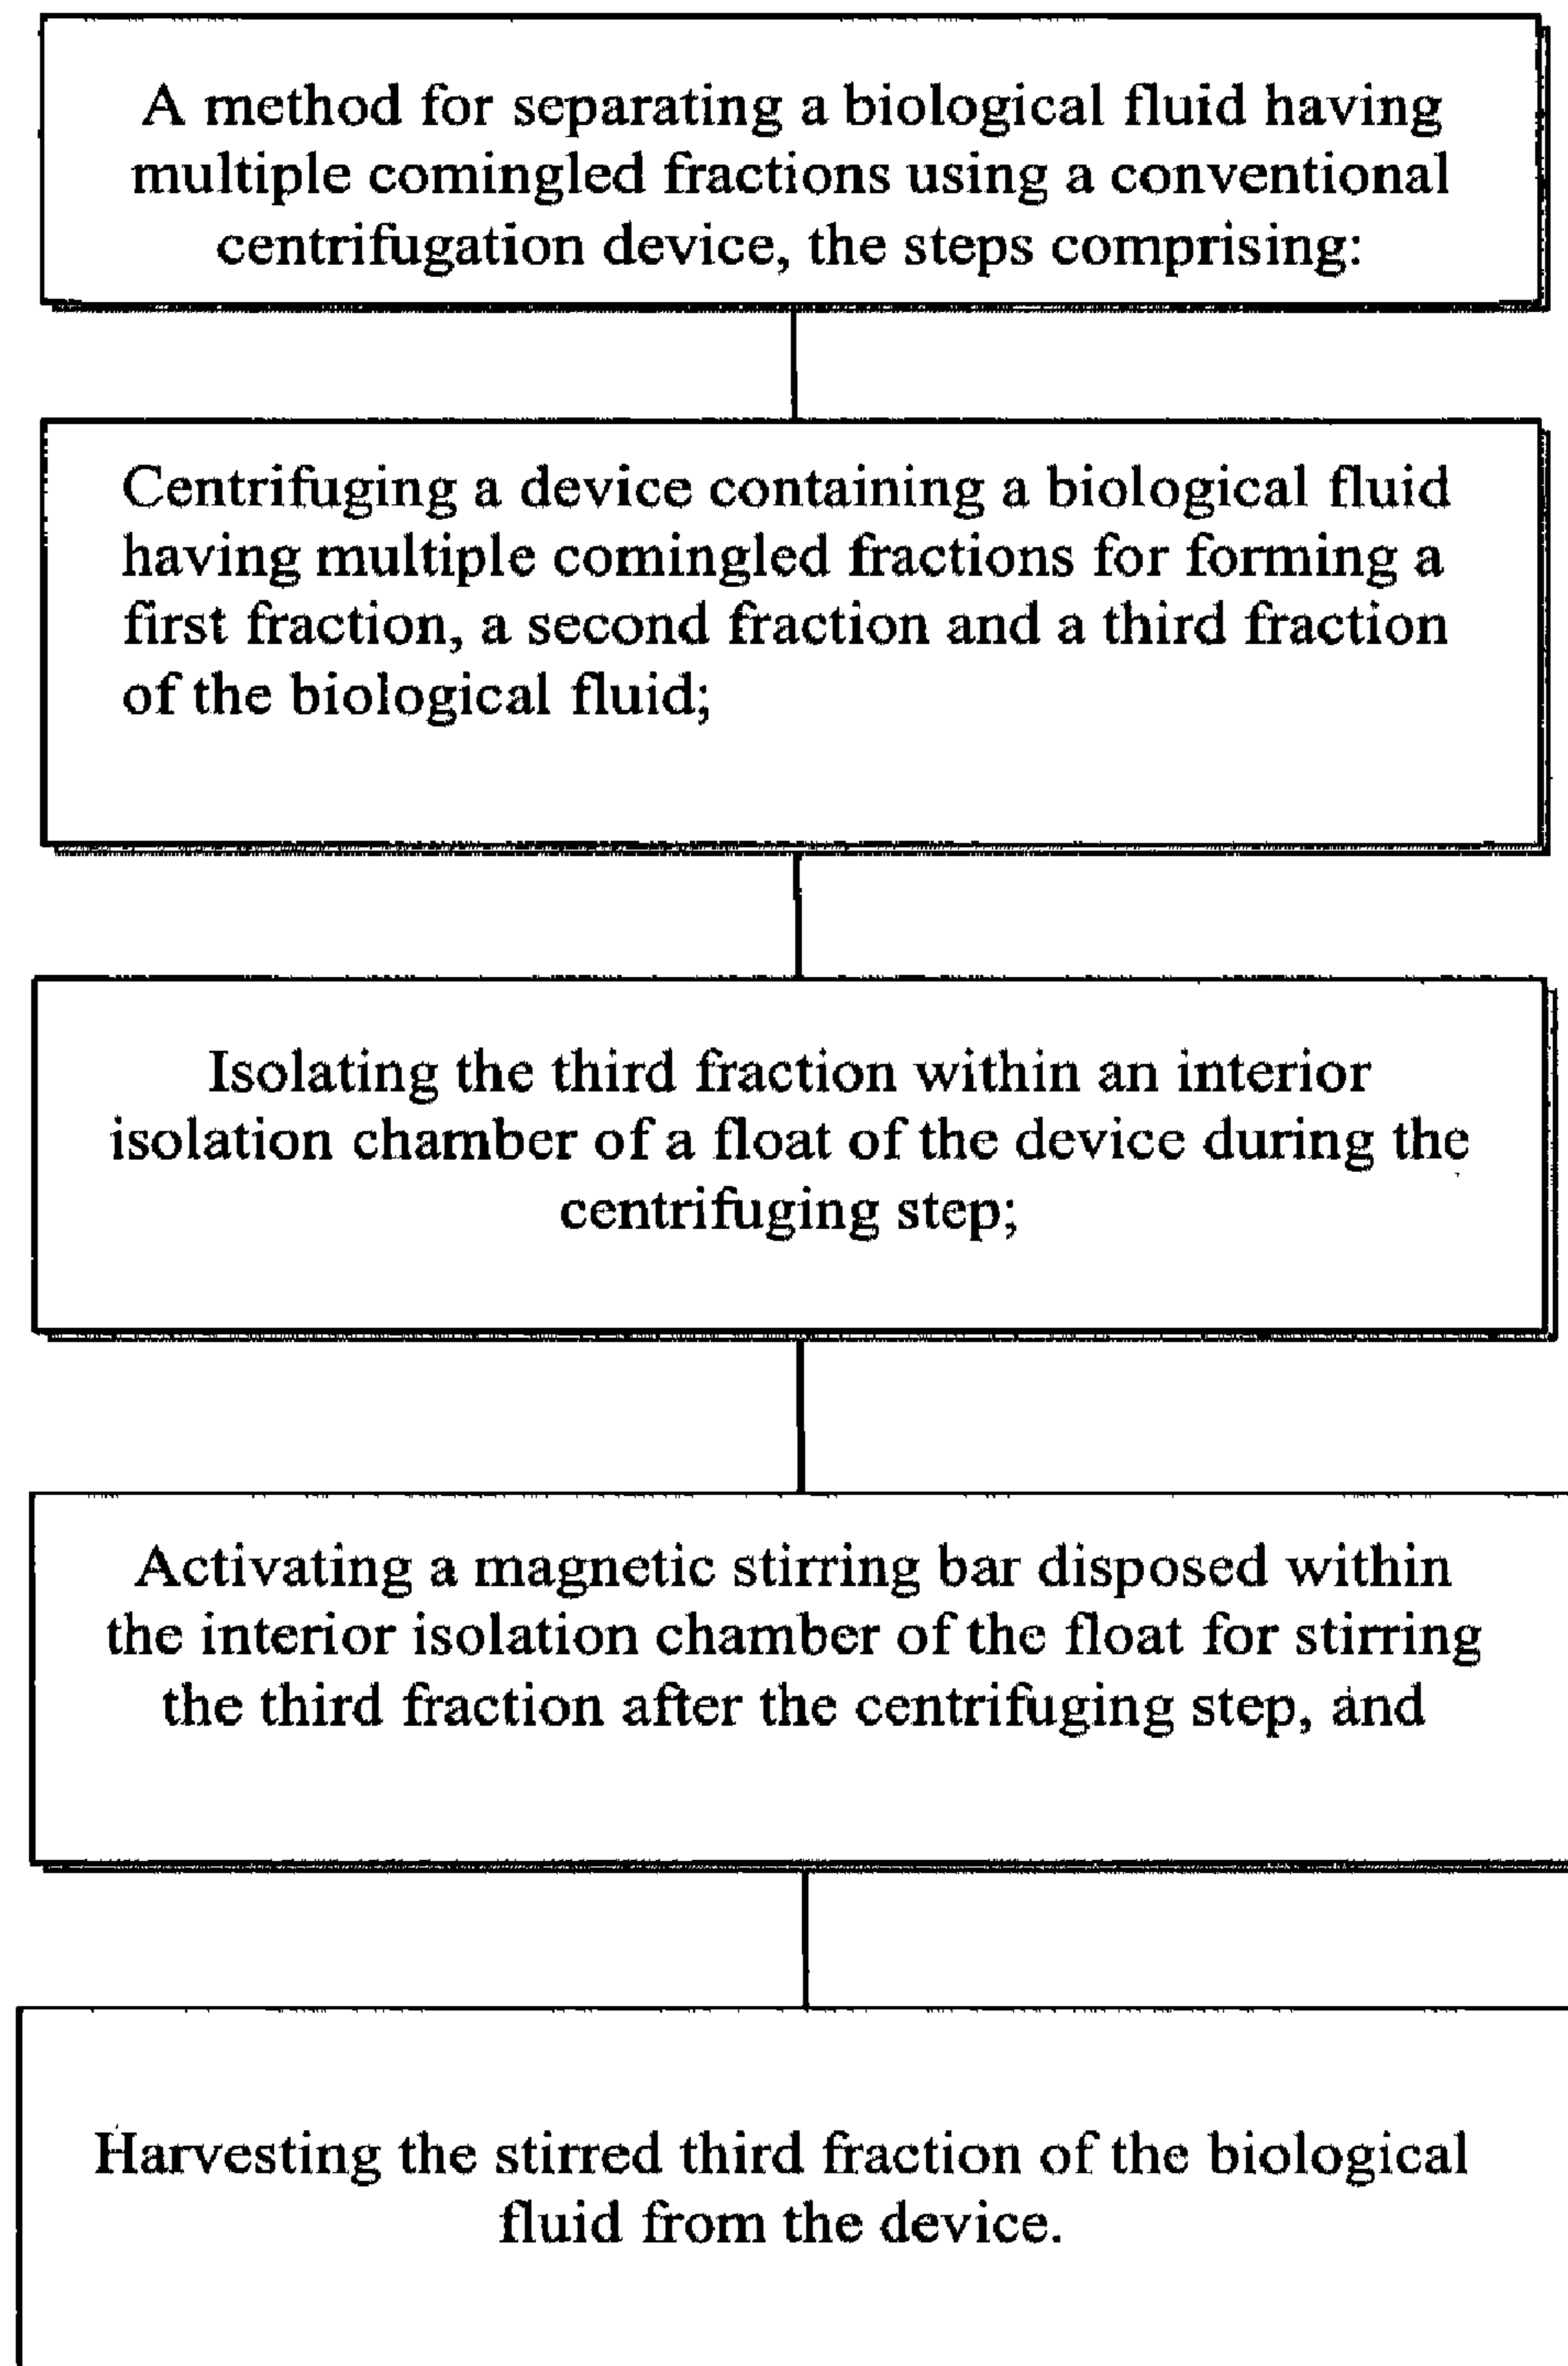 A method for separating a biological fluid having
multiple comingled fractions using a conventional
centrifugation device, the steps comprising:
Centrifuging a device containing a biological fluid
having multiple comingled fractions for forming a
first fraction, a second fraction and a third fraction
of the biological fluid;
Isolating the third fraction within an interior
isolation chamber of a float of the device during the
centrifuging step;
Activating a magnetic stirring bar disposed within
the interior isolation chamber of the float for stirring
the third fraction after the centrifuging step, and
Harvesting the stirred third fraction of the biological
fluid from the device.